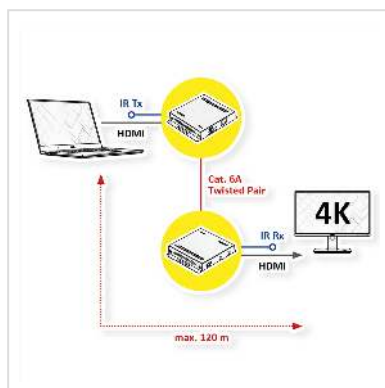 IR Tx
HDMI
Cat. 6A
Twisted Pair
4K
IR Rx
HDMI
max. 120 m